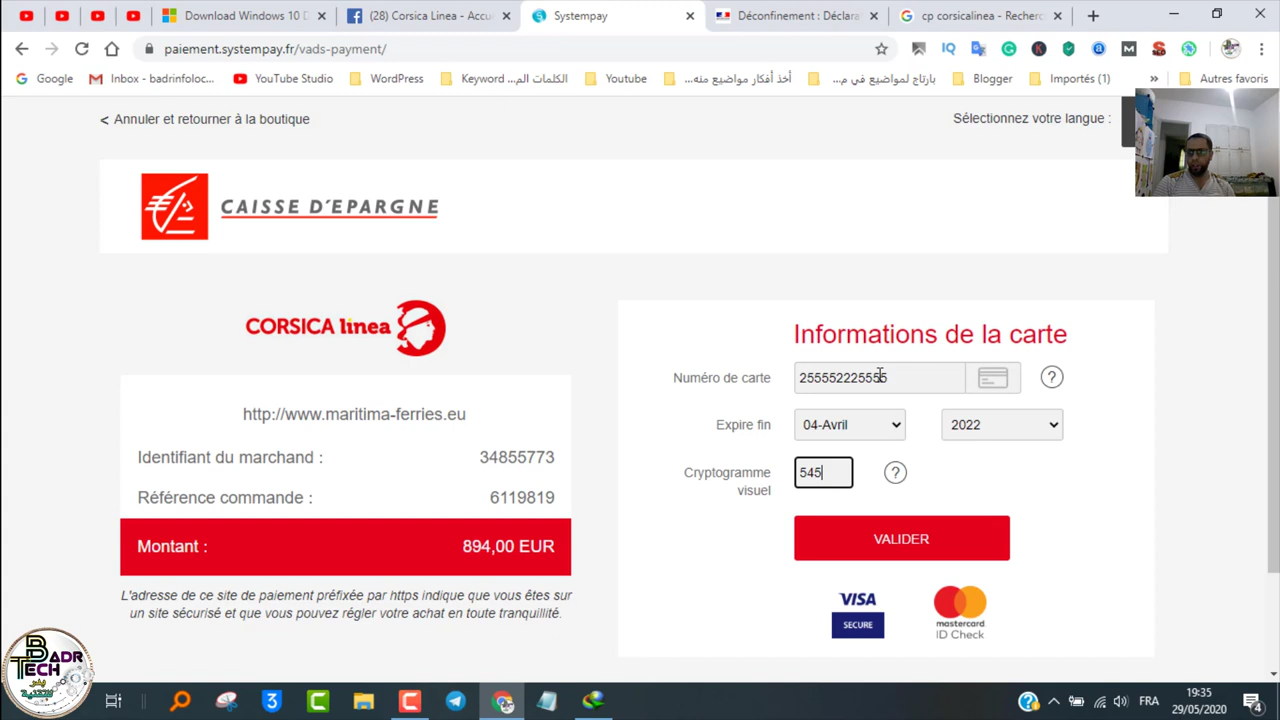 Download Windows 10 D
(28) Corsica Linea - Accu
Systempay
Déconfinement : Déclara
cp corsicalinea - Recherc
paiement.systempay.fr/vads-payment/
Google
Inbox - badrinfoloc...
YouTube Studio
WordPress
Keyword ...الكلمات الم
Youtube
أخذ أفكار مواضيع منه...
بارتاج لمواضيع في م...
Blogger
Importés (1)
»
Autres favoris
< Annuler et retourner à la boutique
Sélectionnez votre langue :
CAISSE D'EPARGNE
CORSICA linea
http://www.maritima-ferries.eu
Identifiant du marchand : 34855773
Référence commande : 6119819
Montant : 894,00 EUR
L'adresse de ce site de paiement préfixée par https indique que vous êtes sur
un site sécurisé et que vous pouvez régler votre achat en toute tranquillité.
Informations de la carte
Numéro de carte 255552225555 ?
Expire fin 04-Avril 2022
Cryptogramme
visuel
545 ?
VALIDER
VISA
SECURE
mastercard
ID Check
BADR
TECH
FRA
19:35
29/05/2020
4